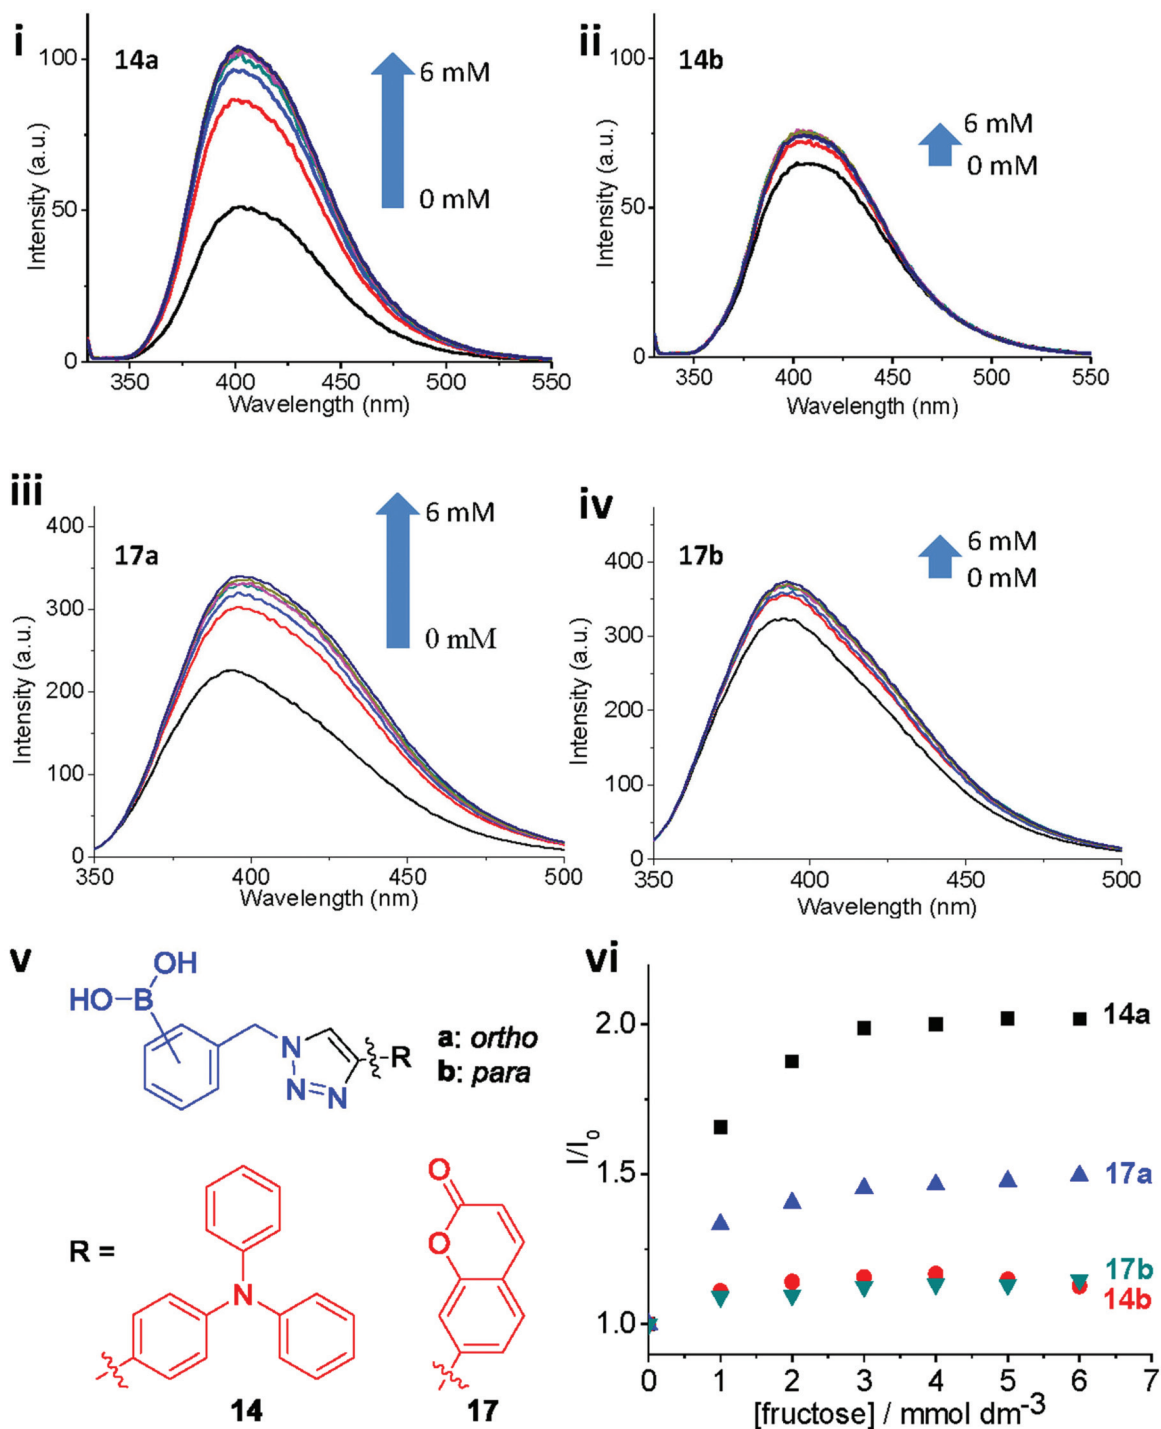 i
14a
6 mM
0 mM
100
50
0
Intensity (a.u.)
350 400 450 500 550
Wavelength (nm)
ii
14b
6 mM
0 mM
100
50
0
Intensity (a.u.)
350 400 450 500 550
Wavelength (nm)
iii
17a
6 mM
0 mM
400
300
200
100
0
Intensity (a.u.)
350 400 450 500
Wavelength (nm)
iv
17b
6 mM
0 mM
400
300
200
100
0
Intensity (a.u.)
350 400 450 500
Wavelength (nm)
v
OH
HO B
N
N N
R
a: ortho
b: para
R =
N
14
O
O
17
vi
14a
17a
17b
14b
2.0
1.5
1.0
I/I₀
0 1 2 3 4 5 6 7
[fructose] / mmol dm⁻³